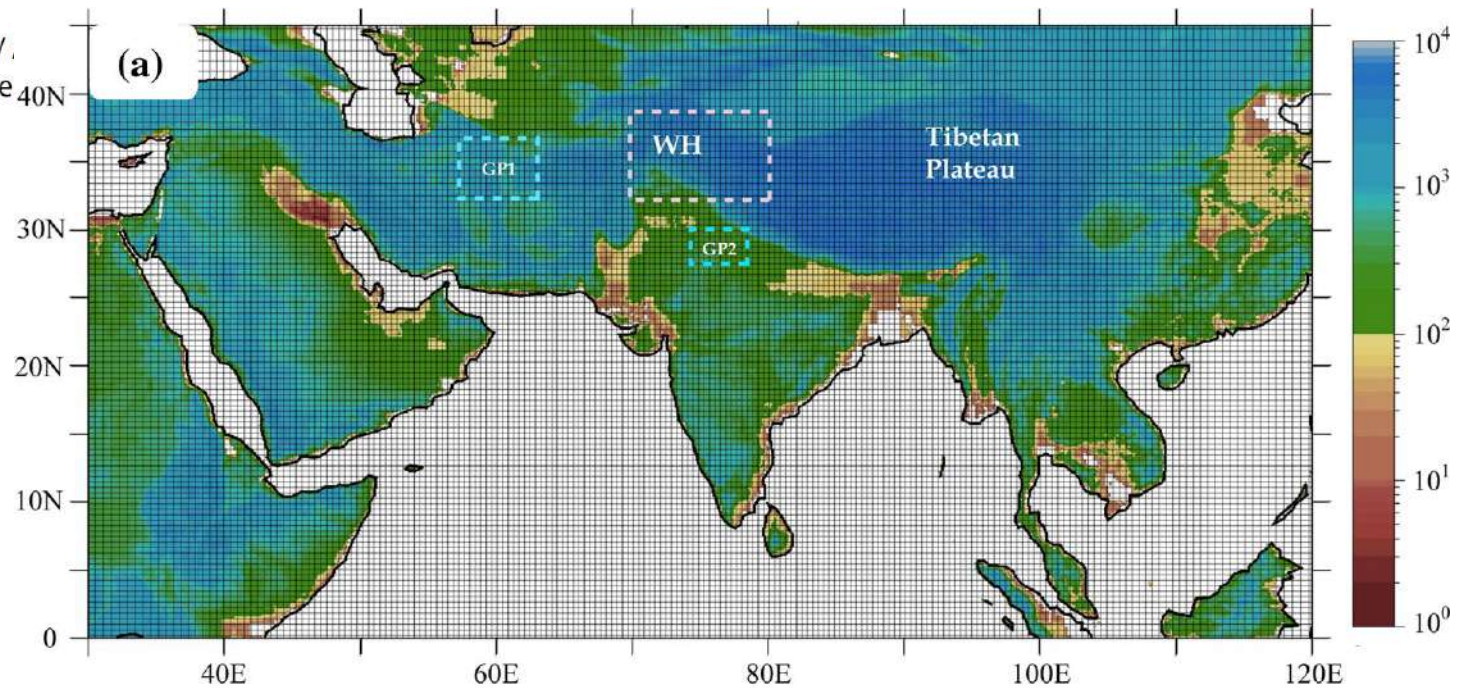 /
e
(a)
40N
30N
20N
10N
0
40E
60E
80E
100E
120E
WH
GP1
GP2
Tibetan
Plateau
10⁴
10³
10²
10¹
10⁰